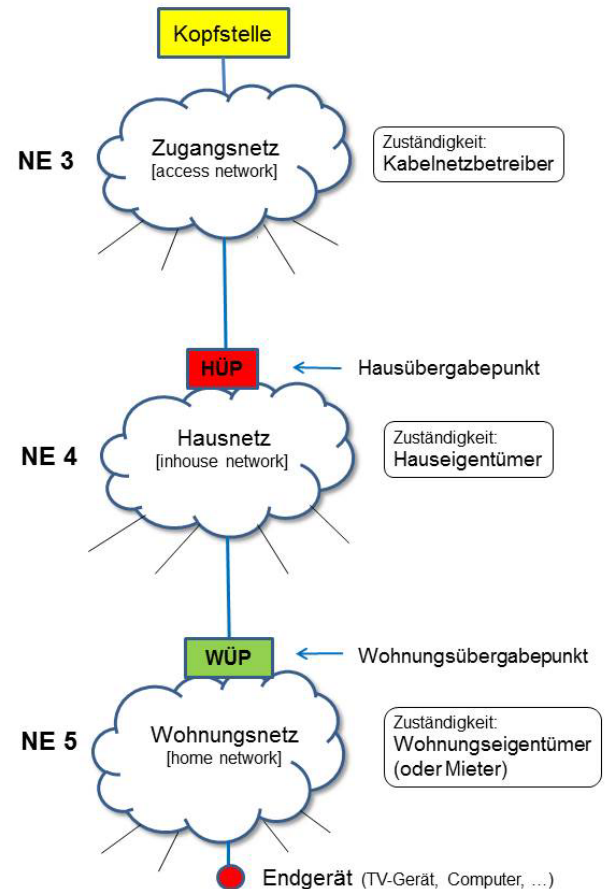 Kopfstelle
NE 3
Zugangsnetz
[access network]
Zuständigkeit:
Kabelnetzbetreiber
HÜP
Hausübergabepunkt
NE 4
Hausnetz
[inhouse network]
Zuständigkeit:
Hauseigentümer
WÜP
Wohnungsübergabepunkt
NE 5
Wohnungsnetz
[home network]
Zuständigkeit:
Wohnungseigentümer
(oder Mieter)
Endgerät (TV-Gerät, Computer, ...)